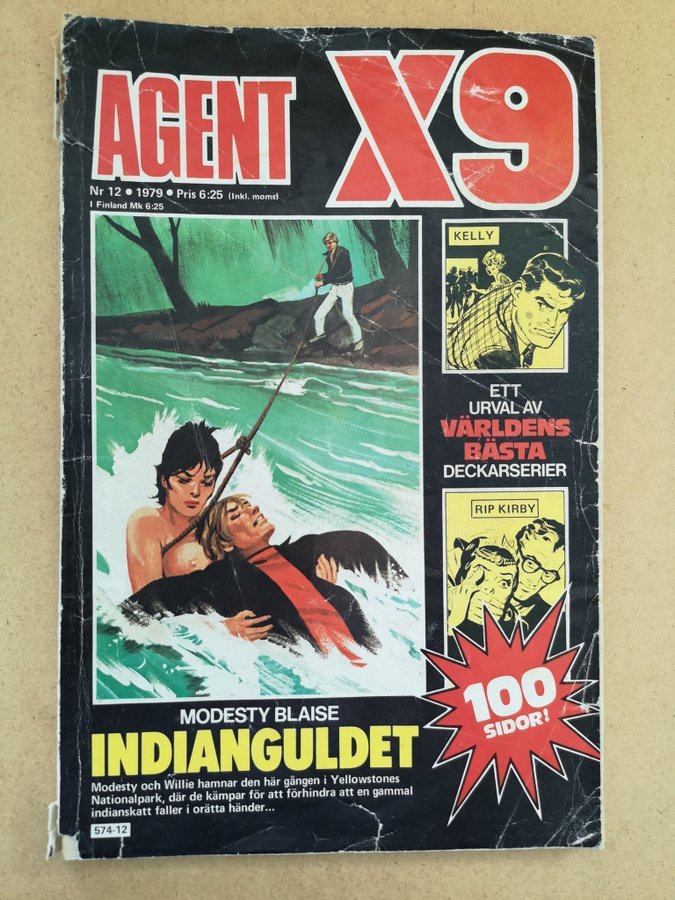 AGENT X9
Nr 12 • 1979 • Pris 6:25 (Inkl. moms)
I Finland Mk 6:25
KELLY
ETT
URVAL AV
VÄRLDENS
BÄSTA
DECKARSERIER
RIP KIRBY
100
SIDOR!
MODESTY BLAISE
INDIANGULDET
Modesty och Willie hamnar den här gången i Yellowstones
Nationalpark, där de kämpar för att förhindra att en gammal
indianskatt faller i orätta händer...
574-12